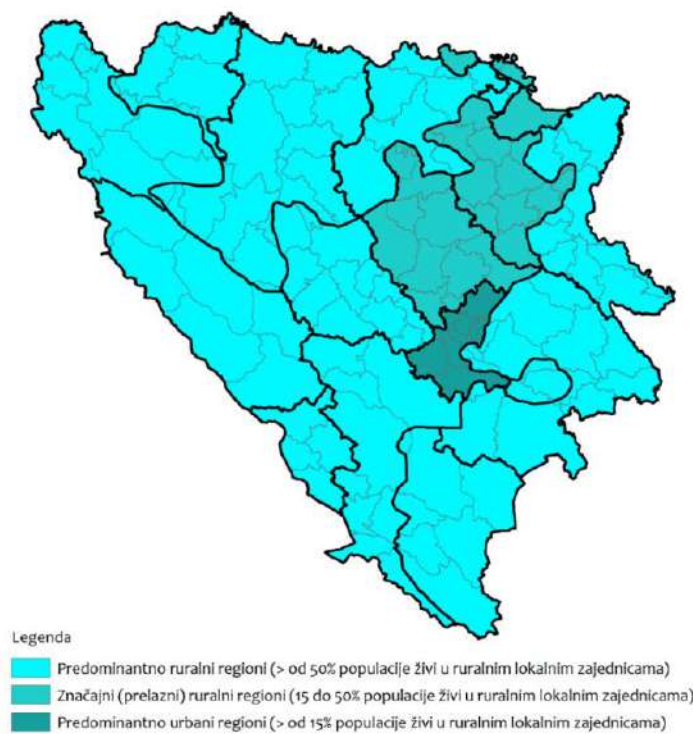 Legenda
Predominantno ruralni regioni (> od 50% populacije živi u ruralnim lokalnim zajednicama)
Značajni (prelazni) ruralni regioni (15 do 50% populacije živi u ruralnim lokalnim zajednicama)
Predominantno urbani regioni (> od 15% populacije živi u ruralnim lokalnim zajednicama)